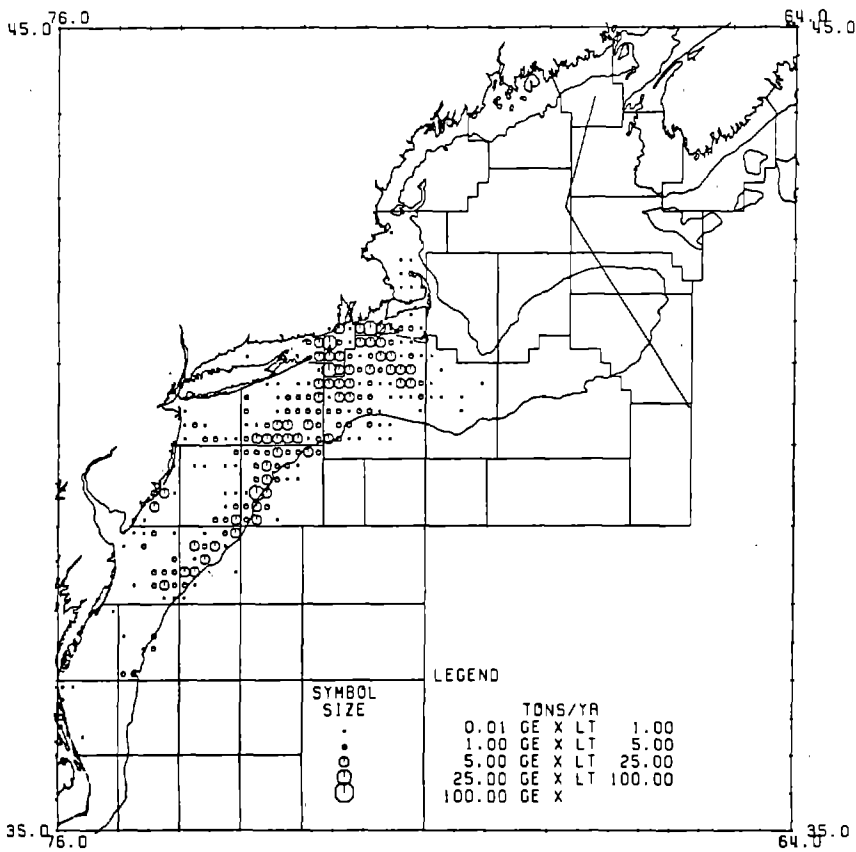 76.0 64.0
45.0 45.0
LEGEND
SYMBOL
SIZE
TONS/YR
0.01 GE X LT 1.00
1.00 GE X LT 5.00
5.00 GE X LT 25.00
25.00 GE X LT 100.00
100.00 GE X
35.0 35.0
76.0 64.0